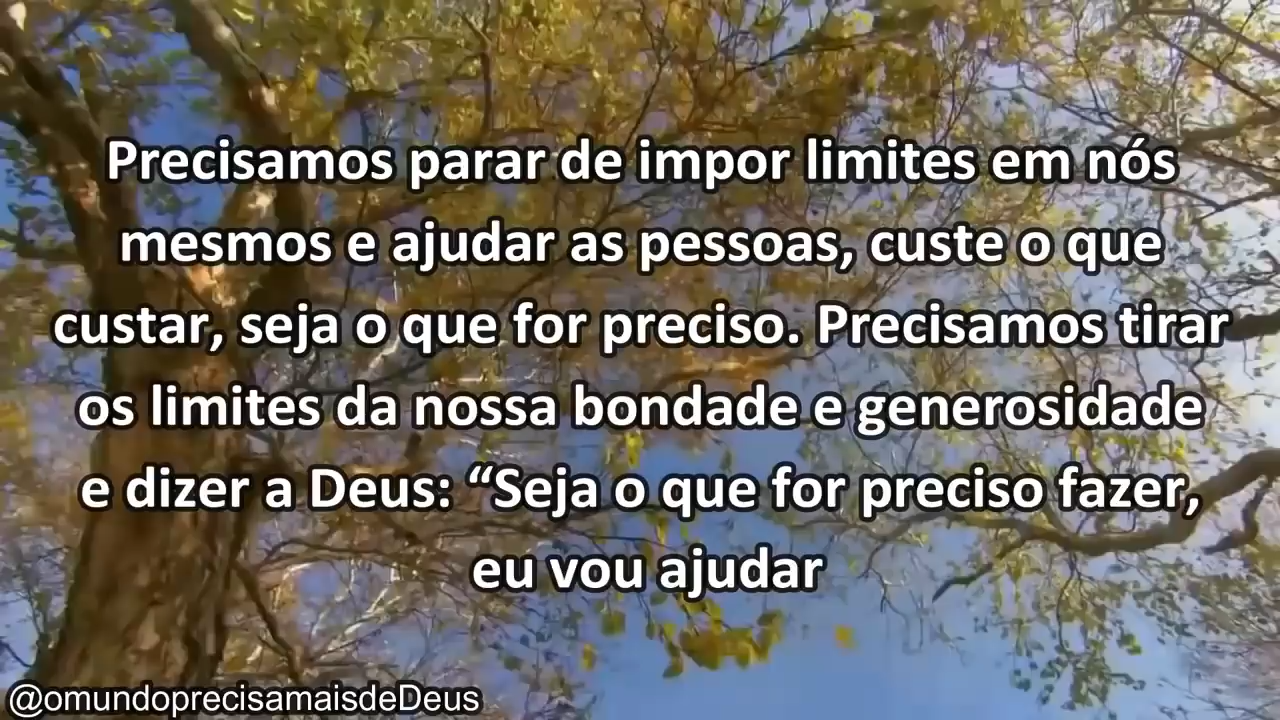 Precisamos parar de impor limites em nós
mesmos e ajudar as pessoas, custe o que
custar, seja o que for preciso. Precisamos tirar
os limites da nossa bondade e generosidade
e dizer a Deus: “Seja o que for preciso fazer,
eu vou ajudar
@omundoprecisamaisdeDeus